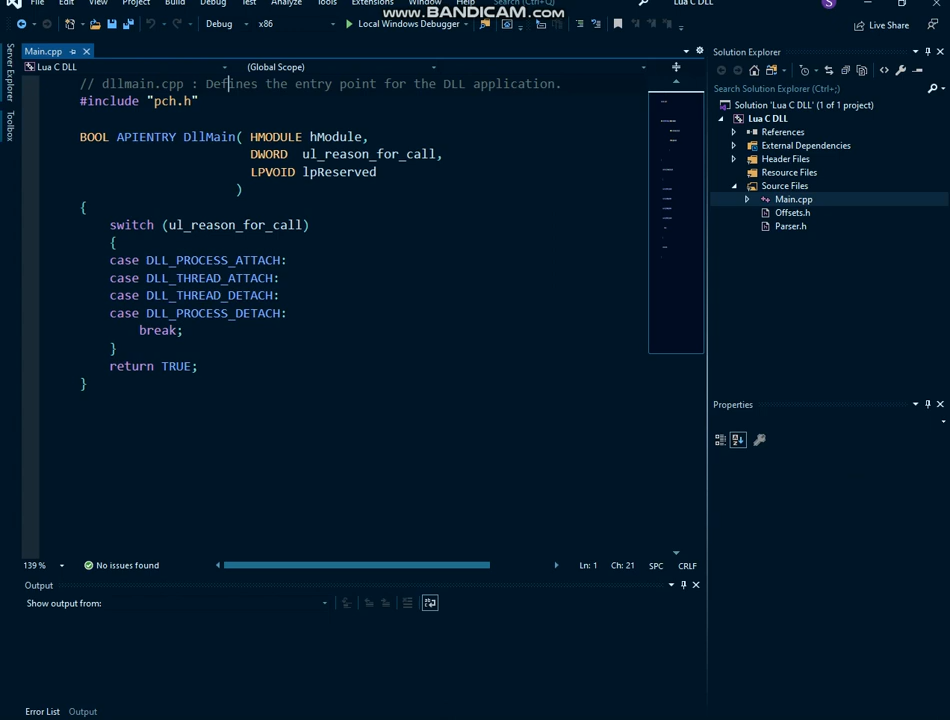 File Edit View Project Build Debug Test Analyze Tools Extensions Window Help Search (Ctrl+Q) Lua C DLL S
www.BANDICAM.com
Debug x86 Local Windows Debugger Live Share
Server Explorer
Toolbox
Main.cpp
Lua C DLL (Global Scope)
// dllmain.cpp : Defines the entry point for the DLL application.
#include "pch.h"
BOOL APIENTRY DllMain( HMODULE hModule,
DWORD ul_reason_for_call,
LPVOID lpReserved
)
{
switch (ul_reason_for_call)
{
case DLL_PROCESS_ATTACH:
case DLL_THREAD_ATTACH:
case DLL_THREAD_DETACH:
case DLL_PROCESS_DETACH:
break;
}
return TRUE;
}
139 % No issues found Ln: 1 Ch: 21 SPC CRLF
Output
Show output from:
Error List Output
Solution Explorer
Search Solution Explorer (Ctrl+;)
Solution 'Lua C DLL' (1 of 1 project)
Lua C DLL
References
External Dependencies
Header Files
Resource Files
Source Files
Main.cpp
Offsets.h
Parser.h
Properties